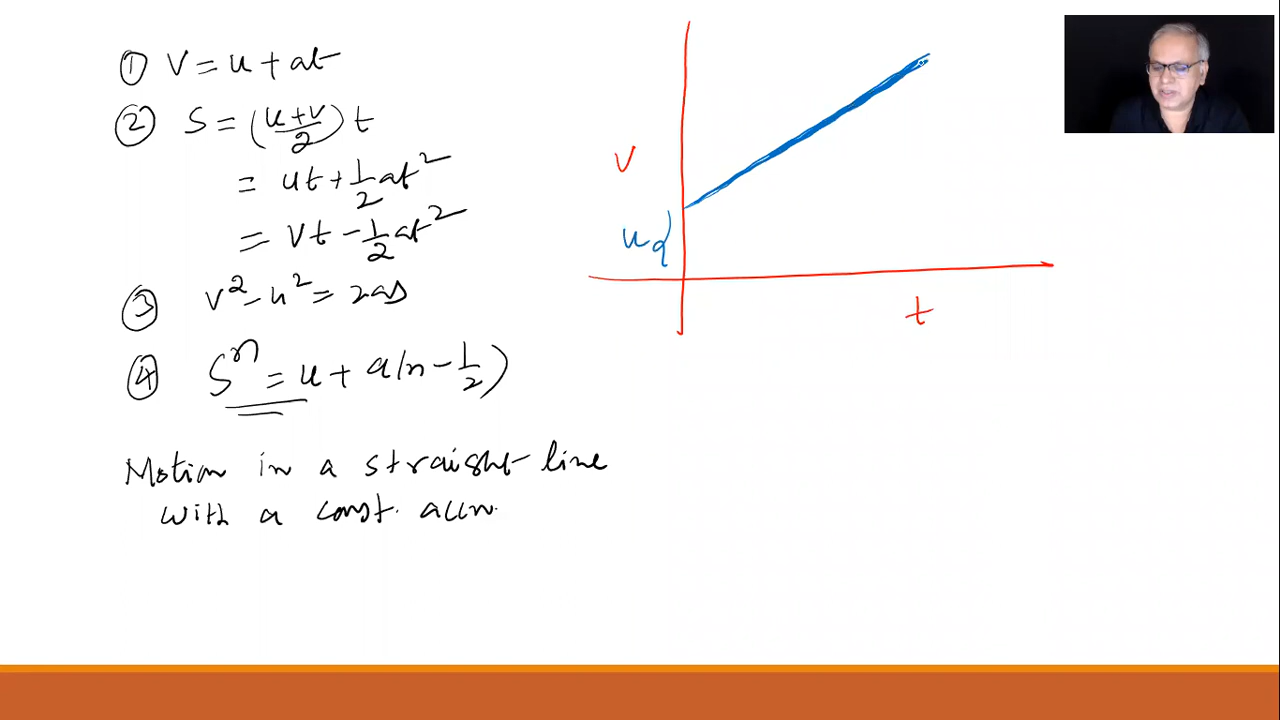 ① V = u + at
② S = (u+v/2) t
= ut + 1/2 at²
= Vt - 1/2 at²
③ v² - u² = 2as
④ Sⁿ = u + a(n - 1/2)
Motion in a straight line
with a const. accn.
v
u
t